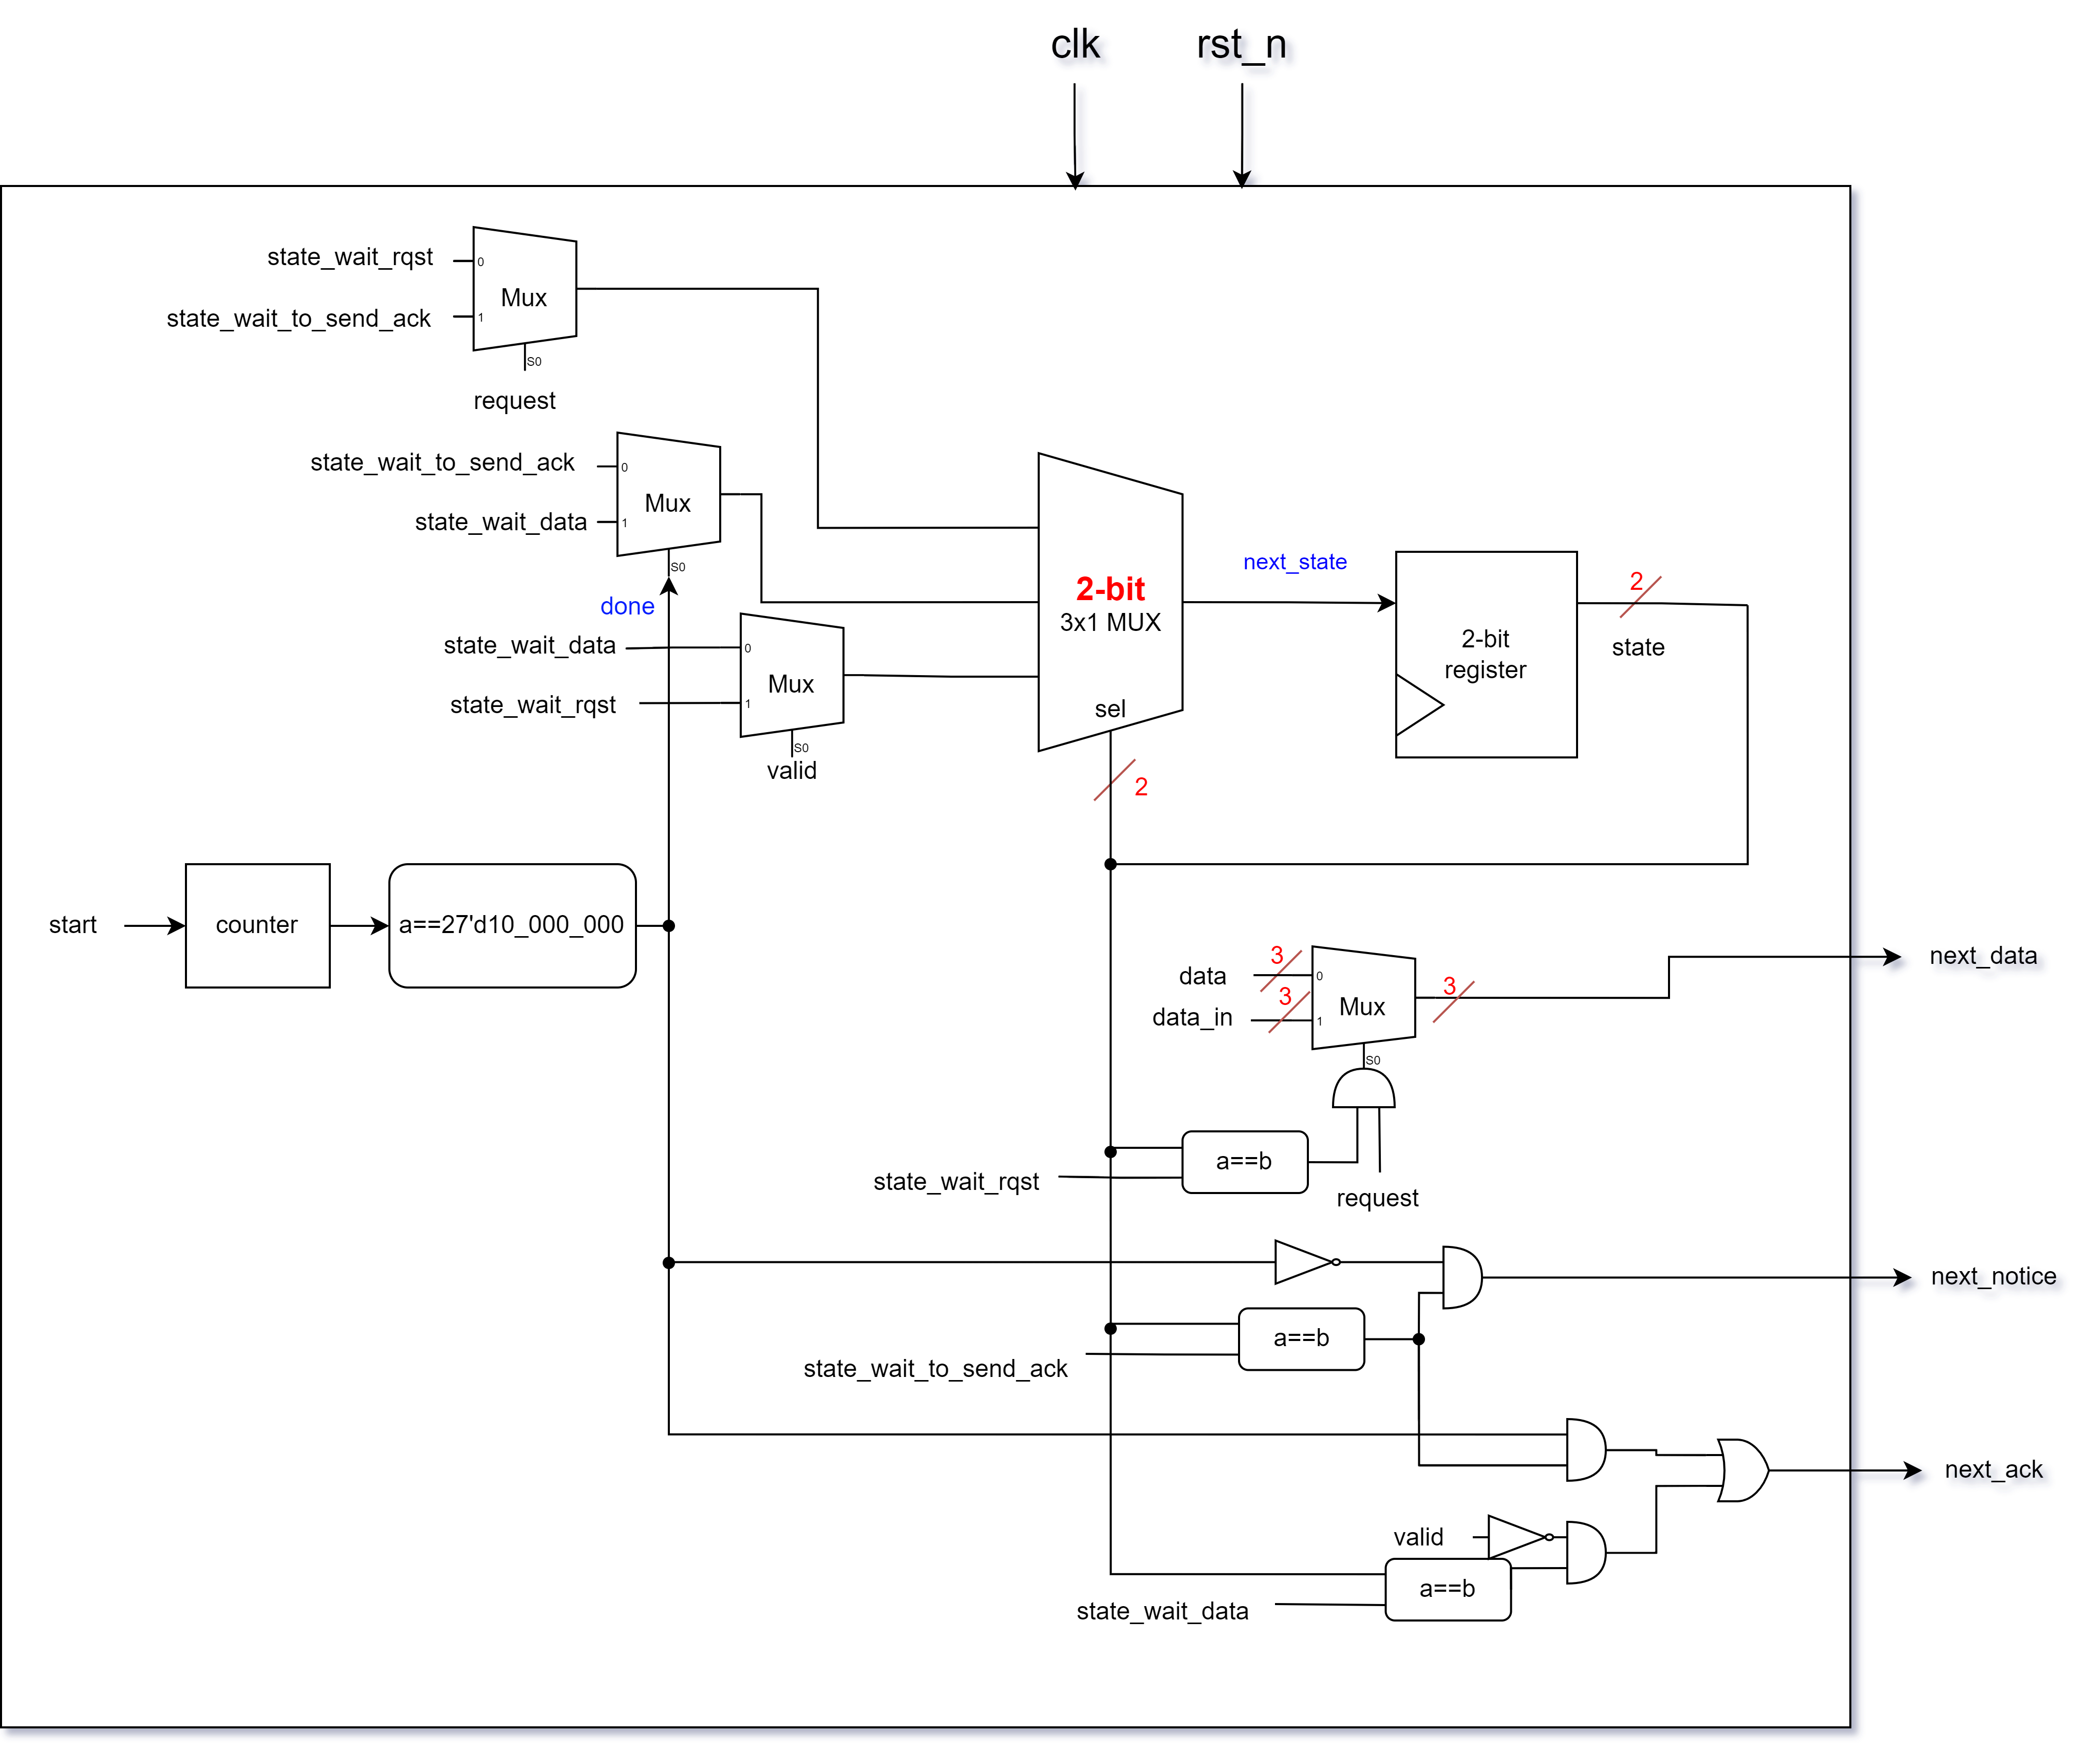 clk
rst_n
state_wait_rqst
0
state_wait_to_send_ack
1
Mux
S0
request
state_wait_to_send_ack
0
state_wait_data
1
Mux
S0
done
state_wait_data
0
state_wait_rqst
1
Mux
S0
valid
2-bit
3x1 MUX
sel
2
next_state
2-bit
register
2
state
start
counter
a==27'd10_000_000
data
3
0
data_in
3
1
Mux
3
S0
next_data
state_wait_rqst
a==b
request
next_notice
state_wait_to_send_ack
a==b
next_ack
valid
state_wait_data
a==b